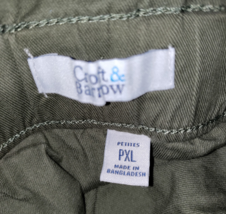 Croft &
Barrow
PETITES
PXL
MADE IN
BANGLADESH